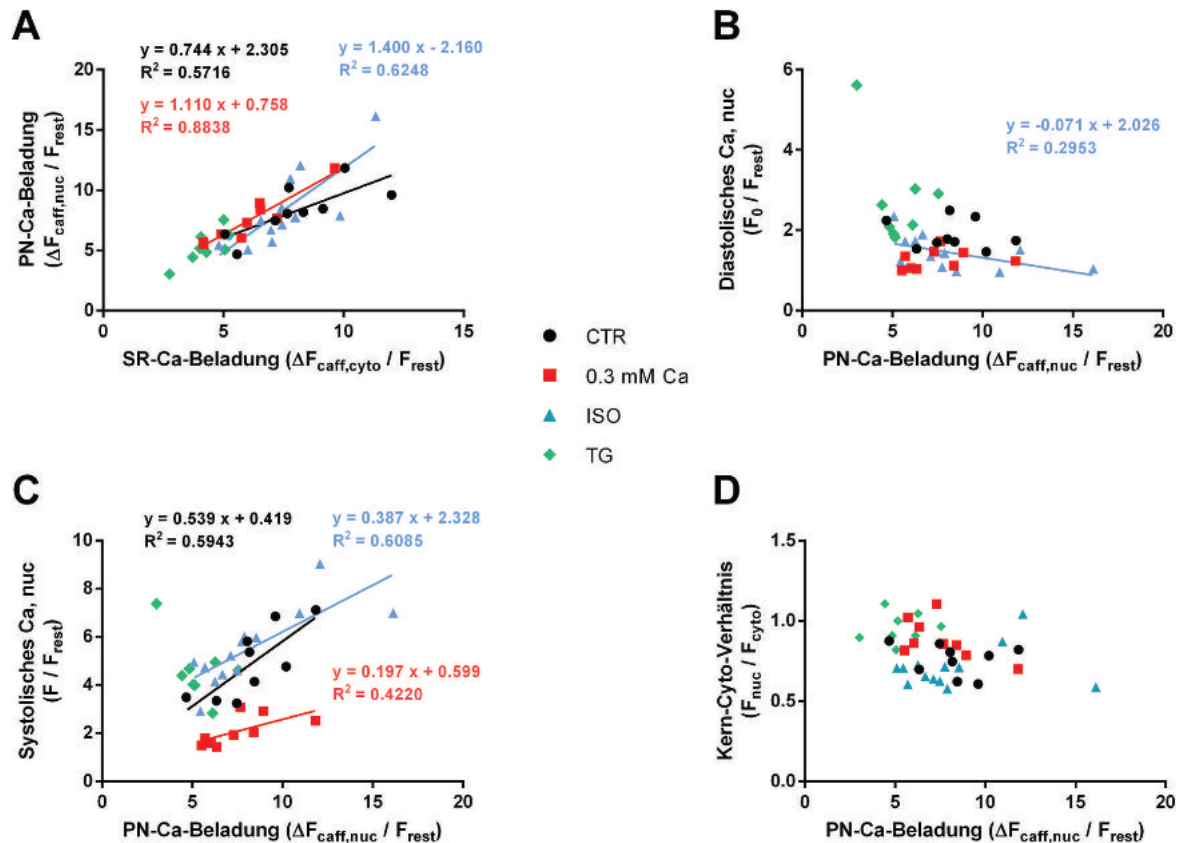 A
y = 0.744 x + 2.305
R² = 0.5716
y = 1.400 x - 2.160
R² = 0.6248
y = 1.110 x + 0.758
R² = 0.8838
PN-Ca-Beladung
(ΔFcaff,nuc / Frest)
20
15
10
5
0
0 5 10 15
SR-Ca-Beladung (ΔFcaff,cyto / Frest)
B
y = -0.071 x + 2.026
R² = 0.2953
Diastolisches Ca, nuc
(F0 / Frest)
6
4
2
0
0 5 10 15 20
PN-Ca-Beladung (ΔFcaff,nuc / Frest)
CTR
0.3 mM Ca
ISO
TG
C
y = 0.539 x + 0.419
R² = 0.5943
y = 0.387 x + 2.328
R² = 0.6085
y = 0.197 x + 0.599
R² = 0.4220
Systolisches Ca, nuc
(F / Frest)
10
8
6
4
2
0
0 5 10 15 20
PN-Ca-Beladung (ΔFcaff,nuc / Frest)
D
Kern-Cyto-Verhältnis
(Fnuc / Fcyto)
1.5
1.0
0.5
0.0
0 5 10 15 20
PN-Ca-Beladung (ΔFcaff,nuc / Frest)